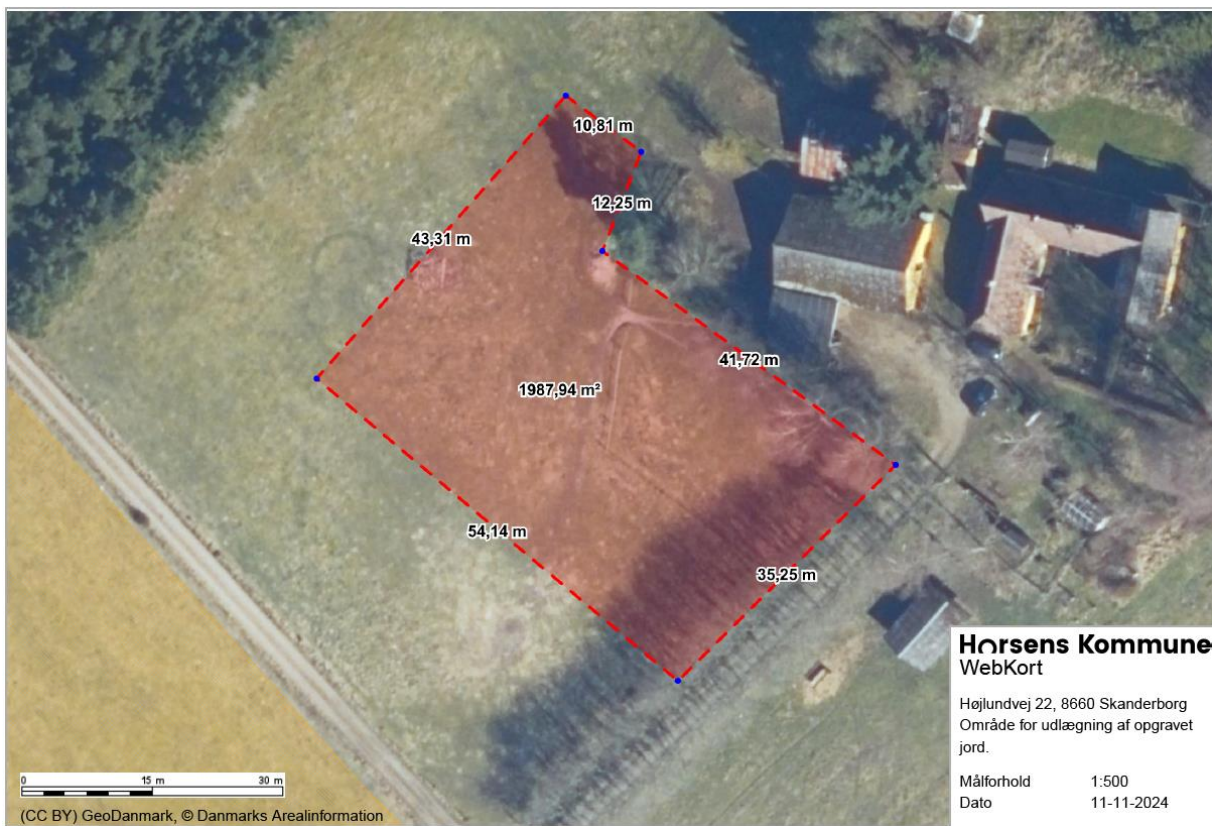 10,81 m
12,25 m
43,31 m
41,72 m
1987,94 m²
54,14 m
35,25 m
Horsens Kommune
WebKort
Højlundvej 22, 8660 Skanderborg
Område for udlægning af opgravet
jord.
Målforhold 1:500
Dato 11-11-2024
0 15 m 30 m
(CC BY) GeoDanmark, © Danmarks Arealinformation